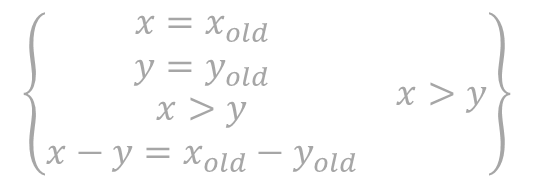 x = x_old
y = y_old
x > y
x > y
x − y = x_old − y_old